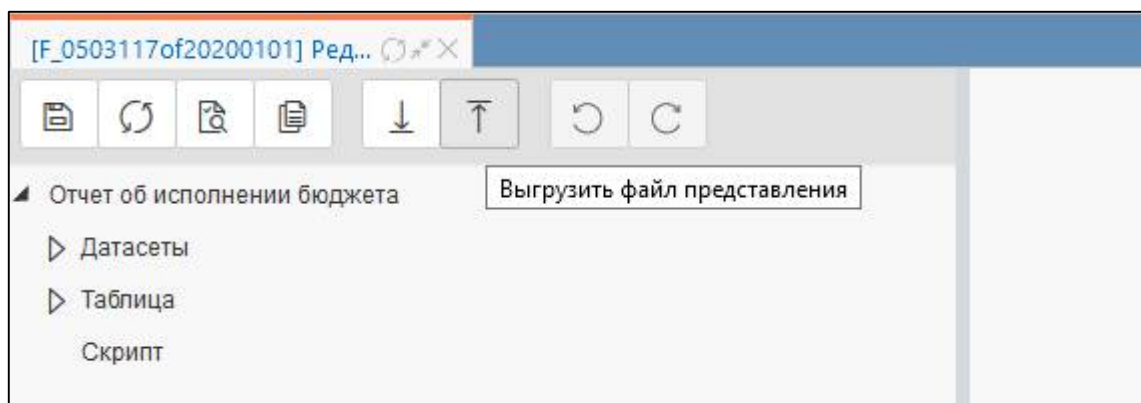 [F_0503117of20200101] Ред...
Выгрузить файл представления
Отчет об исполнении бюджета
Датасеты
Таблица
Скрипт